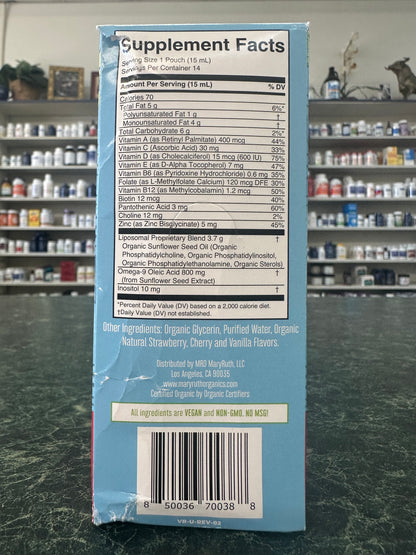 Supplement Facts
Serving Size 1 Pouch (15 mL)
Servings Per Container 14
Amount Per Serving (15 mL) % DV
Calories 70
Total Fat 5 g 6%*
Polyunsaturated Fat 1 g †
Monounsaturated Fat 4 g †
Total Carbohydrate 6 g 2%*
Vitamin A (as Retinyl Palmitate) 400 mcg 44%
Vitamin C (Ascorbic Acid) 30 mg 33%
Vitamin D (as Cholecalciferol) 15 mcg (600 IU) 75%
Vitamin E (as D-Alpha Tocopherol) 7 mg 47%
Vitamin B6 (as Pyridoxine Hydrochloride) 0.6 mg 35%
Folate (as L-Methylfolate Calcium) 120 mcg DFE 30%
Vitamin B12 (as Methylcobalamin) 1.2 mcg 50%
Biotin 12 mcg 40%
Pantothenic Acid 3 mg 60%
Choline 12 mg 2%
Zinc (as Zinc Bisglycinate) 5 mg 45%
Liposomal Proprietary Blend 3.7 g †
Organic Sunflower Seed Oil (Organic
Phosphatidylcholine, Organic Phosphatidylinositol,
Organic Phosphatidylethanolamine, Organic Sterols)
Omega-9 Oleic Acid 800 mg †
(from Sunflower Seed Extract)
Inositol 10 mg †
*Percent Daily Value (DV) based on a 2,000 calorie diet.
†Daily Value (DV) not established.
Other Ingredients: Organic Glycerin, Purified Water, Organic
Natural Strawberry, Cherry and Vanilla Flavors.
Distributed by MRO MaryRuth, LLC
Los Angeles, CA 90035
www.maryruthorganics.com
Certified Organic by Organic Certifiers
All ingredients are VEGAN and NON-GMO. NO MSG!
8 50036 70038 8
VB-U-REV-02